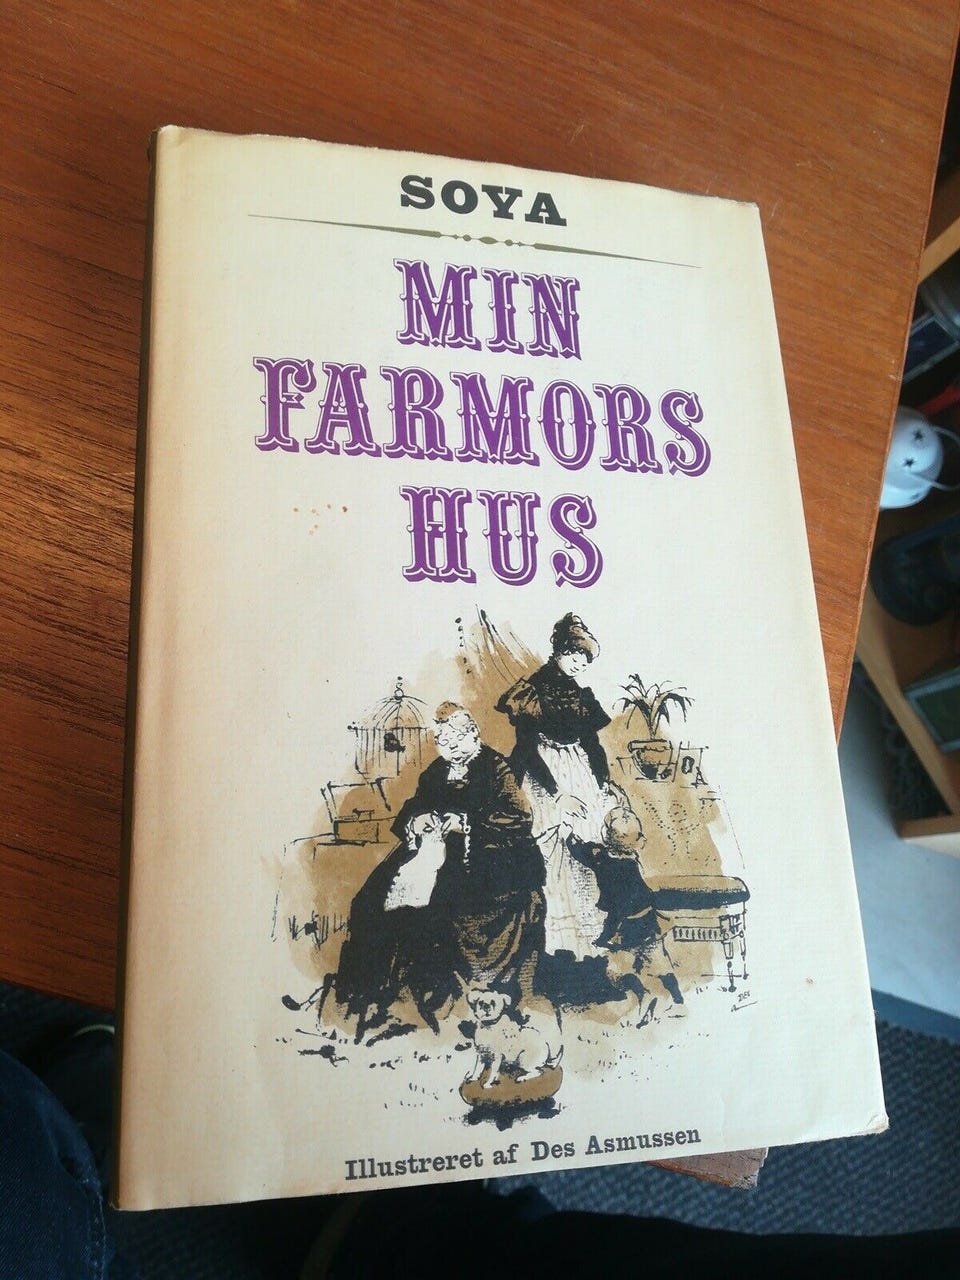 SOYA
MIN
FARMORS
HUS
Illustreret af Des Asmussen